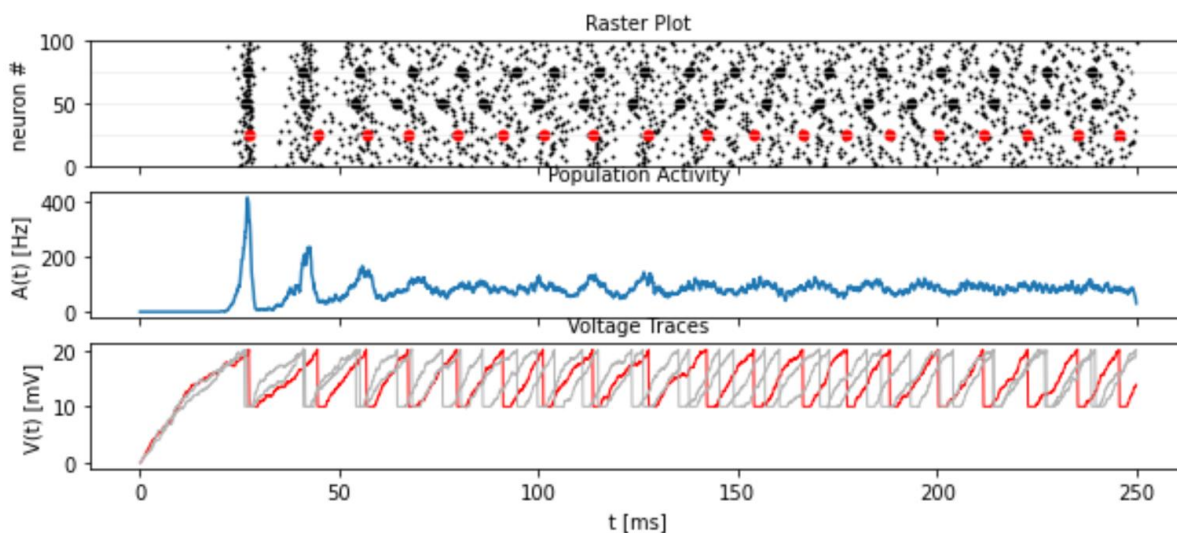 Raster Plot
100
50
0
neuron #
Population Activity
400
200
0
A(t) [Hz]
Voltage Traces
20
10
0
V(t) [mV]
0 50 100 150 200 250
t [ms]